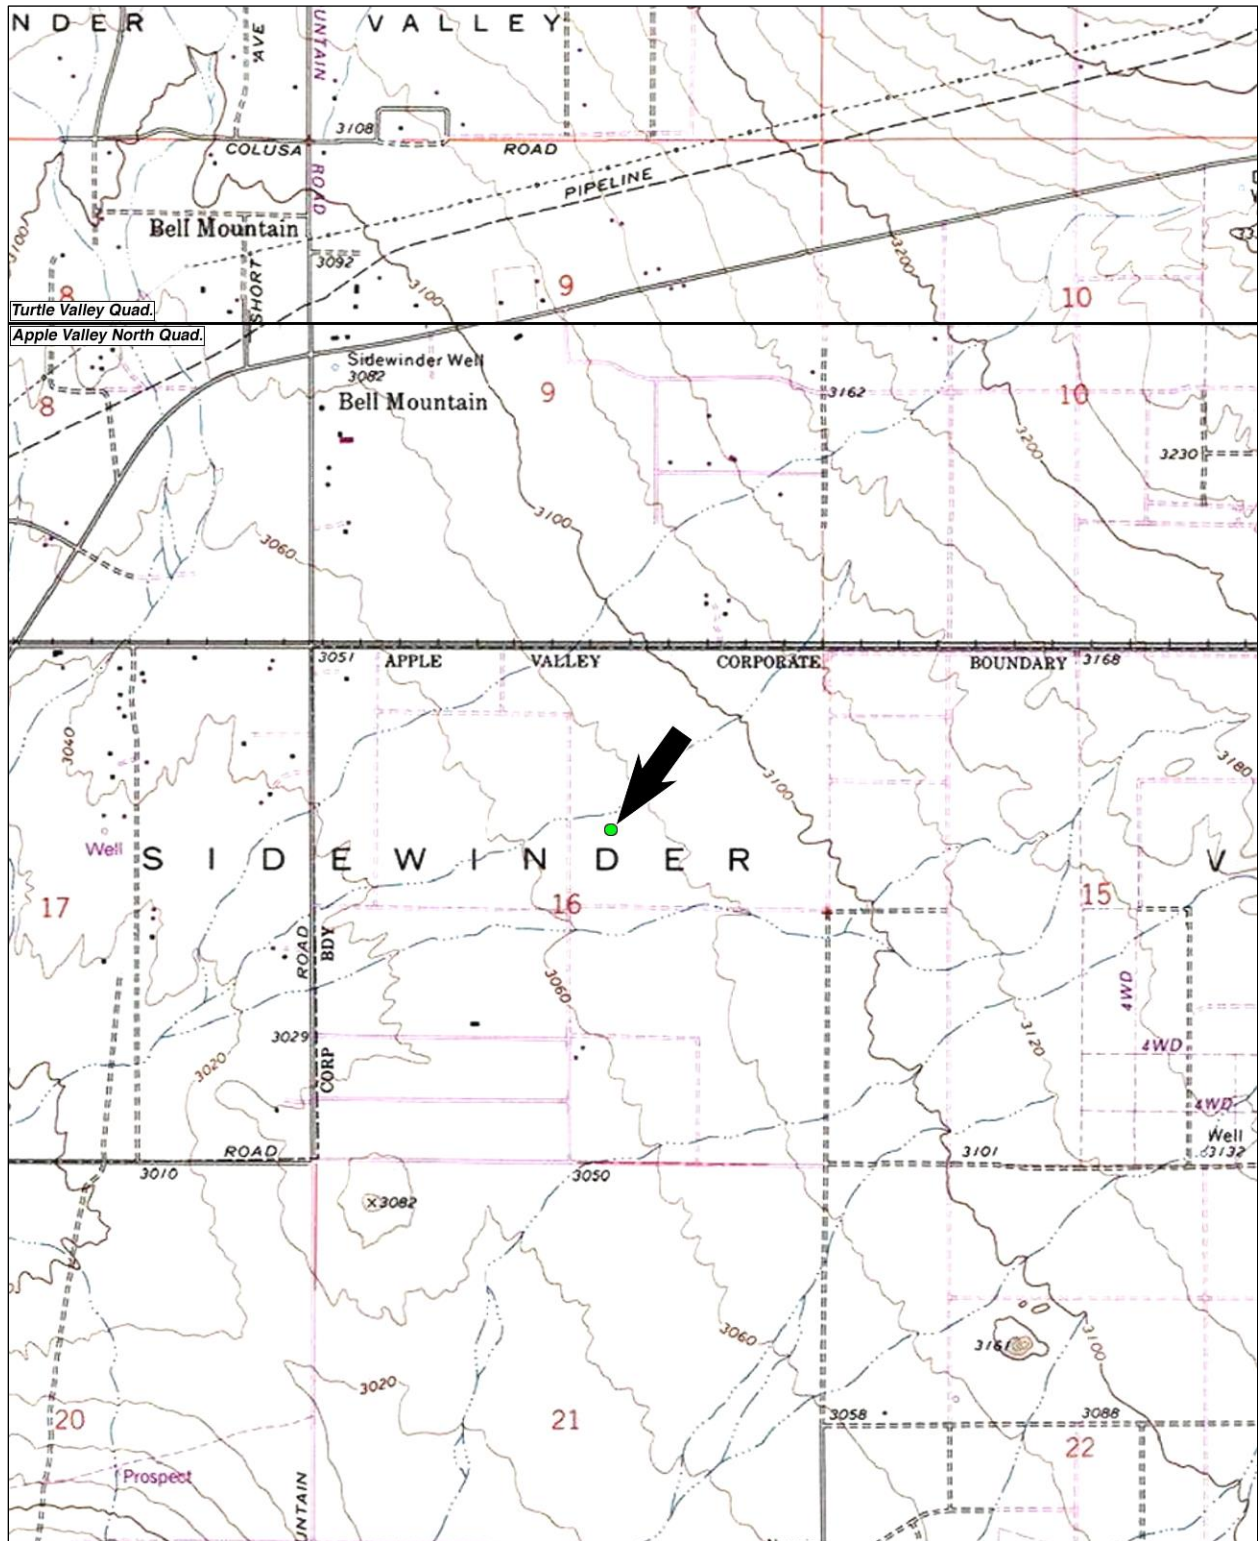 NDER VALLEY
AVE
UNTAIN
3108
COLUSA ROAD
ROAD
PIPELINE
Bell Mountain
3100
3092
SHORT
3100
3200
8
9
10
Turtle Valley Quad.
Apple Valley North Quad.
Sidewinder Well
3082
Bell Mountain
8
9
10
3162
3200
3230
3100
3060
3051
APPLE VALLEY CORPORATE BOUNDARY
3168
3040
3100
3180
Well
SIDEWINDER V
17
16
15
ROAD
BDY
3060
4WD
3029
3020
CORP
3120
4WD
4WD
Well
3132
ROAD
3010
3050
3101
3082
3060
3161
3100
3020
20
21
3058
3088
22
Prospect
UNTAIN